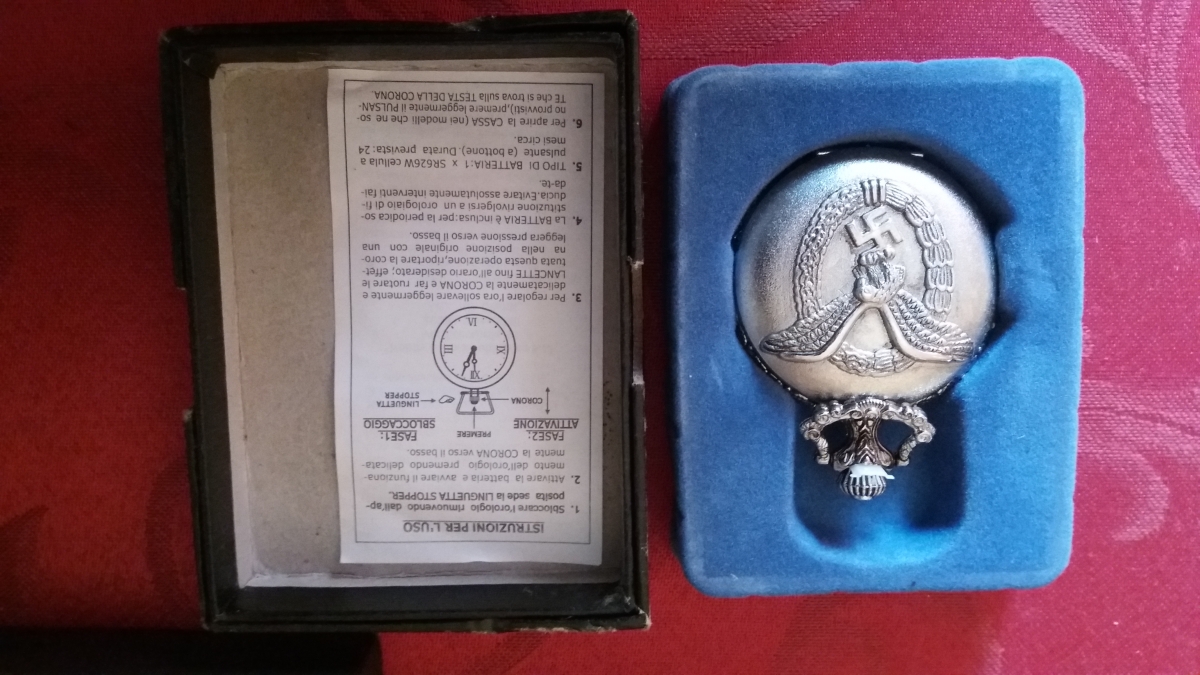 ISTRUZIONI PER L'USO
1. Sbloccare l'orologio rimuovendo dall'ap-
posita sede la LINGUETTA STOPPER.
2. Attivare la batteria e avviare il funziona-
mento dell'orologio premendo delicata-
mente la CORONA verso il basso.
FASE1: SBLOCCAGGIO
FASE2: ATTIVAZIONE
PREMERE
LINGUETTA STOPPER
CORONA
XII
III
IX
VI
3. Per regolare l'ora sollevare leggermente e
delicatamente la CORONA e far ruotare le
LANCETTE fino all'orario desiderato; effet-
tuata questa operazione, riportare la coro-
na nella posizione originale con una
leggera pressione verso il basso.
4. La BATTERIA è inclusa: per la periodica so-
stituzione rivolgersi a un orologiaio di fi-
ducia. Evitare assolutamente interventi fai
da-te.
5. TIPO DI BATTERIA: 1 x SR626W cellula a
pulsante (a bottone). Durata prevista: 24
mesi circa.
6. Per aprire la CASSA (nei modelli che ne so-
no provvisti), premere leggermente il PULSAN-
TE che si trova sulla TESTA DELLA CORONA.